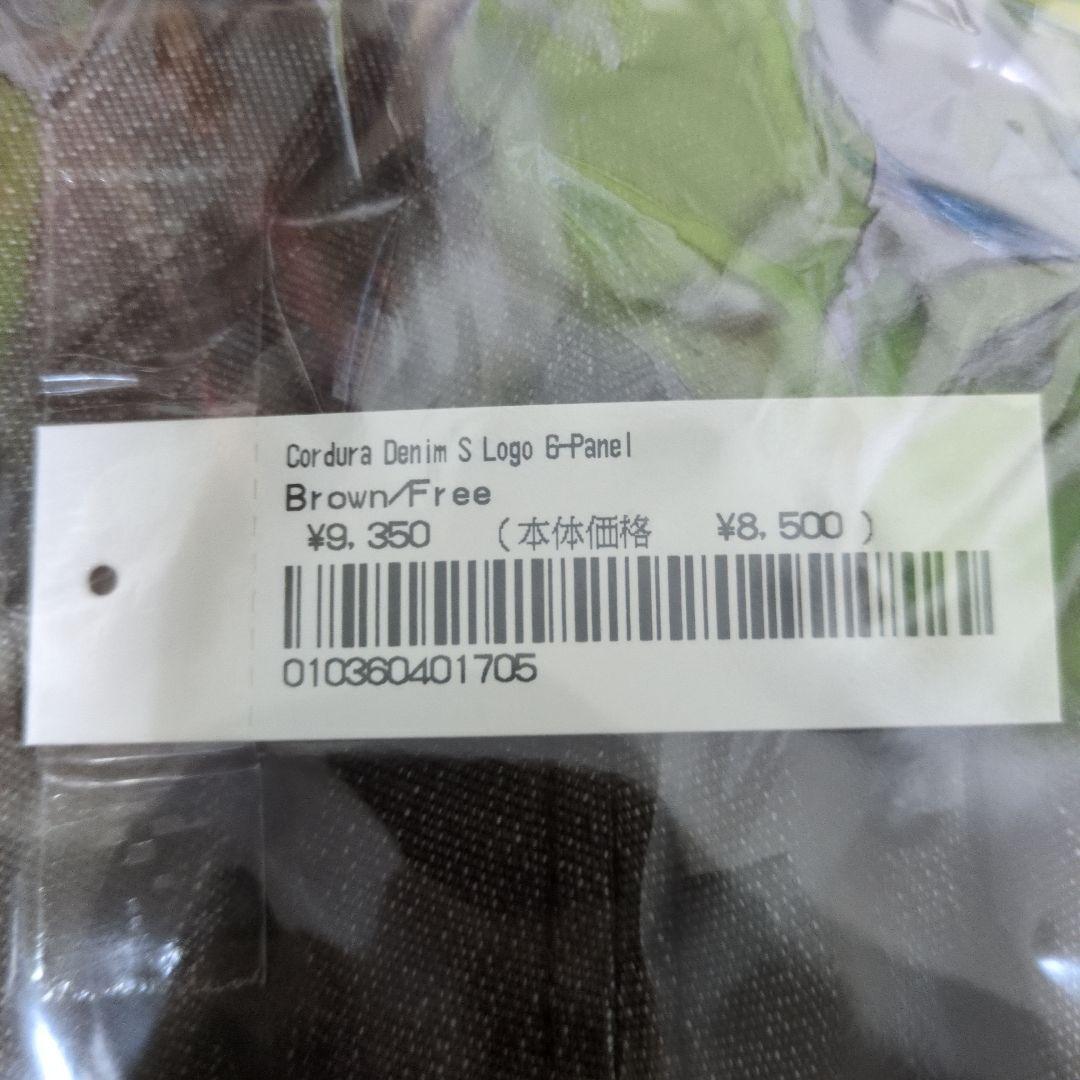 Cordura Denim S Logo 6-Panel
Brown/Free
¥9,350 (本体価格 ¥8,500)
010360401705